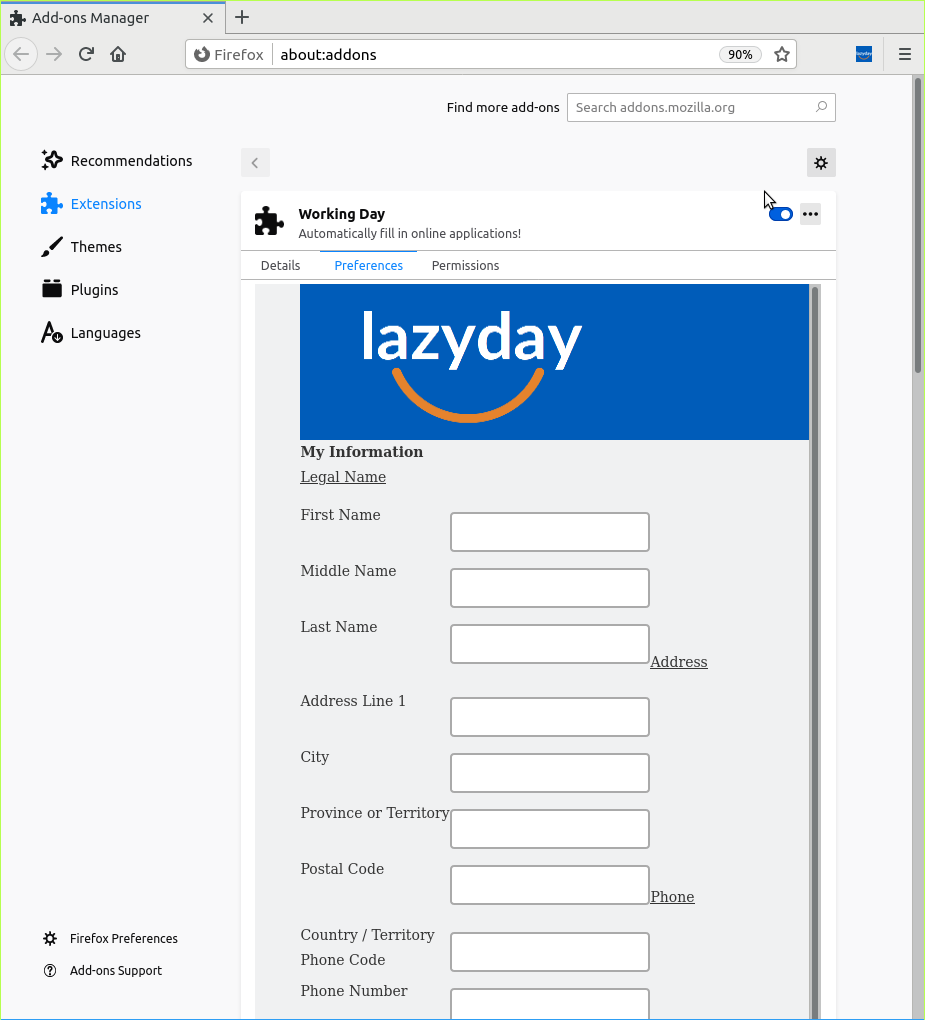 Add-ons Manager
Firefox
about:addons
90%
lazyday
Find more add-ons
Search addons.mozilla.org
Recommendations
Extensions
Themes
Plugins
Languages
Working Day
Automatically fill in online applications!
Details
Preferences
Permissions
lazyday
My Information
Legal Name
First Name
Middle Name
Last Name
Address
Address Line 1
City
Province or Territory
Postal Code
Phone
Country / Territory
Phone Code
Phone Number
Firefox Preferences
Add-ons Support